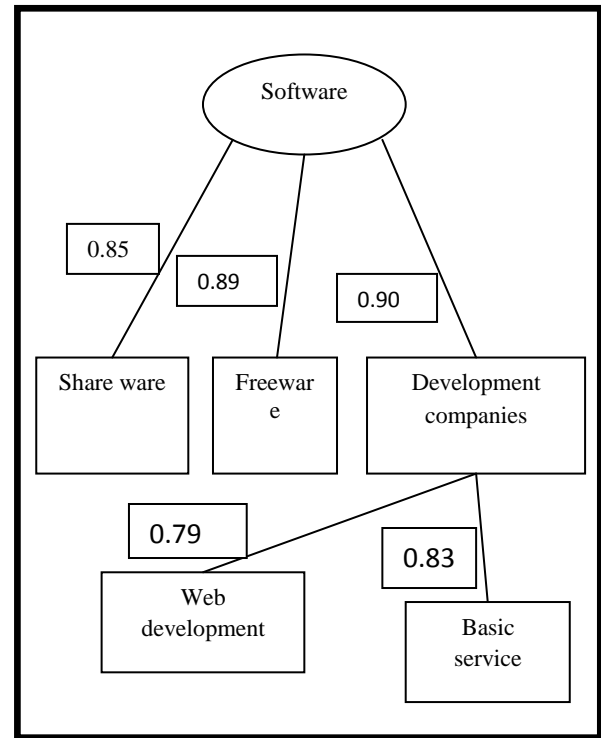 Software
0.85
0.89
0.90
Share ware
Freewar
e
Development
companies
0.79
0.83
Web
development
Basic
service